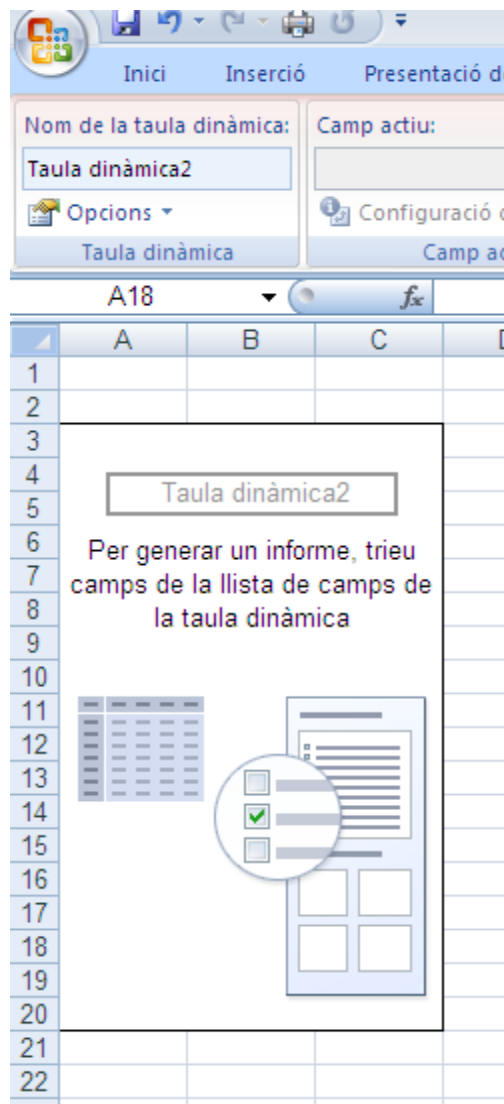 Inici Inserció Presentació d
Nom de la taula dinàmica: Camp actiu:
Taula dinàmica2
Opcions Configuració
Taula dinàmica Camp ac
A18 fx
A B C
1
2
3
4
Taula dinàmica2
5
6
Per generar un informe, trieu
7
camps de la llista de camps de
8
la taula dinàmica
9
10
11
12
13
14
15
16
17
18
19
20
21
22